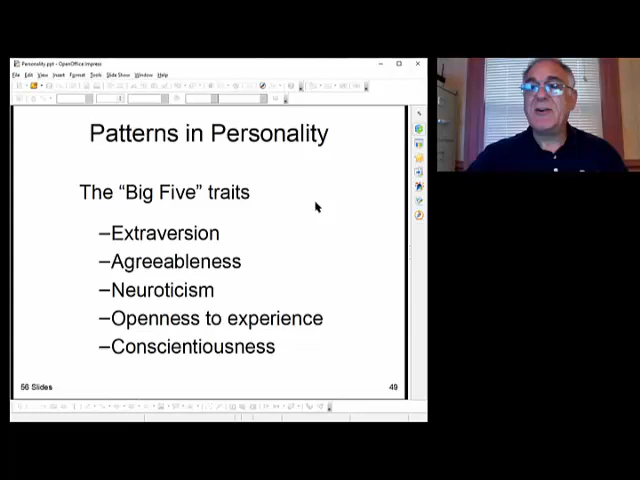 Personality.ppt - OpenOffice Impress
File Edit View Insert Format Tools Slide Show Window Help
Patterns in Personality
The “Big Five” traits
–Extraversion
–Agreeableness
–Neuroticism
–Openness to experience
–Conscientiousness
56 Slides
49